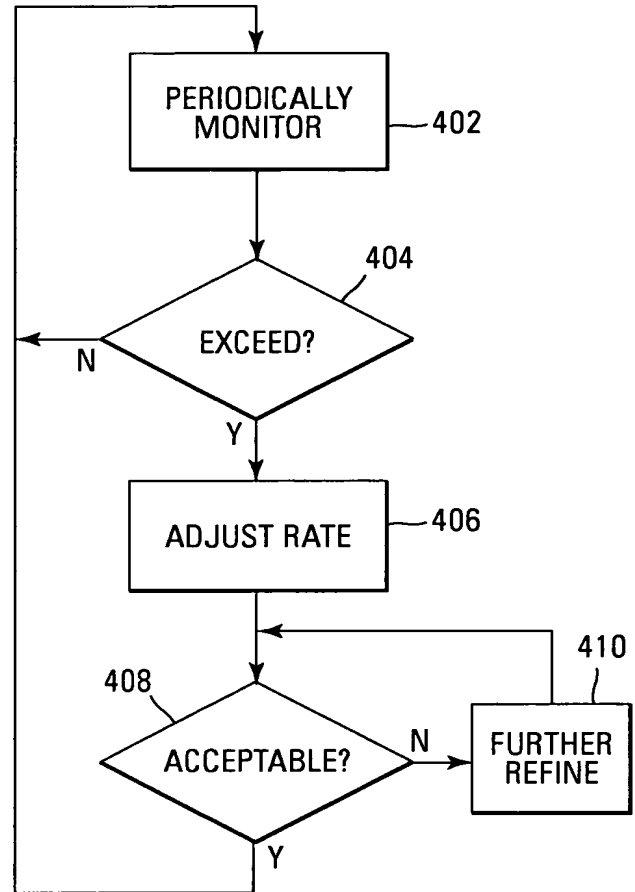 PERIODICALLY
MONITOR
402
404
EXCEED?
N
Y
ADJUST RATE
406
410
408
ACCEPTABLE?
N
FURTHER
REFINE
Y